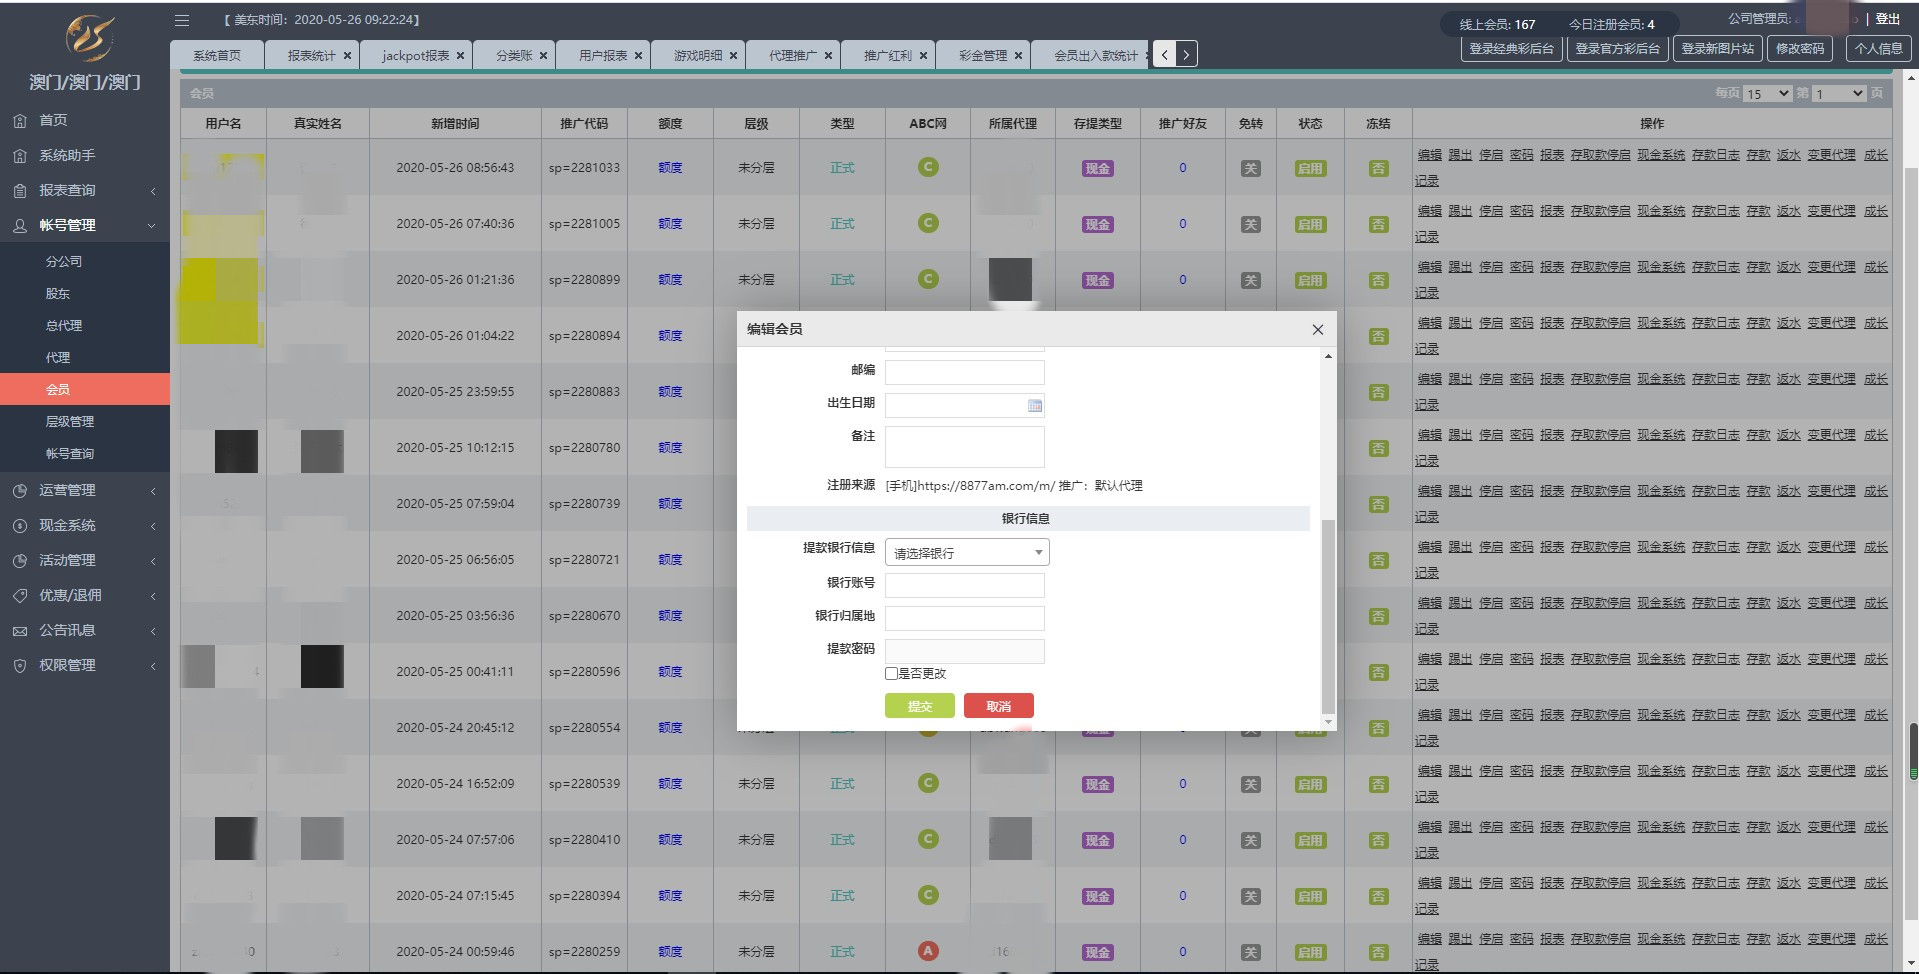 【 美东时间：2020-05-26 09:22:24】
线上会员: 167
今日注册会员: 4
公司管理员:
| 登出
登录经典彩后台 登录官方彩后台 登录新图片站 修改密码 个人信息
系统首页 报表统计 × jackpot报表 × 分类账 × 用户报表 × 游戏明细 × 代理推广 × 推广红利 × 彩金管理 × 会员出入款统计
澳门/澳门/澳门
首页
系统助手
报表查询
帐号管理
分公司
股东
总代理
代理
会员
层级管理
帐号查询
运营管理
现金系统
活动管理
优惠/退佣
公告讯息
权限管理
会员
每页 15 第 1 页
用户名 真实姓名 新增时间 推广代码 额度 层级 类型 ABC网 所属代理 存提类型 推广好友 免转 状态 冻结 操作
2020-05-26 08:56:43 sp=2281033 额度 未分层 正式 C 现金 0 关 启用 否 编辑 踢出 停启 密码 报表 存取款停启 现金系统 存款日志 存款 返水 变更代理 成长
记录
2020-05-26 07:40:36 sp=2281005 额度 未分层 正式 C 现金 0 关 启用 否 编辑 踢出 停启 密码 报表 存取款停启 现金系统 存款日志 存款 返水 变更代理 成长
记录
2020-05-26 01:21:36 sp=2280899 额度 未分层 正式 C 现金 0 关 启用 否 编辑 踢出 停启 密码 报表 存取款停启 现金系统 存款日志 存款 返水 变更代理 成长
记录
2020-05-26 01:04:22 sp=2280894 额度 否 编辑 踢出 停启 密码 报表 存取款停启 现金系统 存款日志 存款 返水 变更代理 成长
记录
2020-05-25 23:59:55 sp=2280883 额度 否 编辑 踢出 停启 密码 报表 存取款停启 现金系统 存款日志 存款 返水 变更代理 成长
记录
2020-05-25 10:12:15 sp=2280780 额度 否 编辑 踢出 停启 密码 报表 存取款停启 现金系统 存款日志 存款 返水 变更代理 成长
记录
2020-05-25 07:59:04 sp=2280739 额度 否 编辑 踢出 停启 密码 报表 存取款停启 现金系统 存款日志 存款 返水 变更代理 成长
记录
2020-05-25 06:56:05 sp=2280721 额度 否 编辑 踢出 停启 密码 报表 存取款停启 现金系统 存款日志 存款 返水 变更代理 成长
记录
2020-05-25 03:56:36 sp=2280670 额度 否 编辑 踢出 停启 密码 报表 存取款停启 现金系统 存款日志 存款 返水 变更代理 成长
记录
2020-05-25 00:41:11 sp=2280596 额度 否 编辑 踢出 停启 密码 报表 存取款停启 现金系统 存款日志 存款 返水 变更代理 成长
记录
2020-05-24 20:45:12 sp=2280554 额度 否 编辑 踢出 停启 密码 报表 存取款停启 现金系统 存款日志 存款 返水 变更代理 成长
记录
2020-05-24 16:52:09 sp=2280539 额度 未分层 正式 C 现金 0 关 启用 否 编辑 踢出 停启 密码 报表 存取款停启 现金系统 存款日志 存款 返水 变更代理 成长
记录
2020-05-24 07:57:06 sp=2280410 额度 未分层 正式 C 现金 0 关 启用 否 编辑 踢出 停启 密码 报表 存取款停启 现金系统 存款日志 存款 返水 变更代理 成长
记录
2020-05-24 07:15:45 sp=2280394 额度 未分层 正式 C 现金 0 关 启用 否 编辑 踢出 停启 密码 报表 存取款停启 现金系统 存款日志 存款 返水 变更代理 成长
记录
2020-05-24 00:59:46 sp=2280259 额度 未分层 正式 A 现金 0 关 启用 否 编辑 踢出 停启 密码 报表 存取款停启 现金系统 存款日志 存款 返水 变更代理 成长
记录
编辑会员
邮编
出生日期
备注
注册来源 [手机]https://8877am.com/m/ 推广：默认代理
银行信息
提款银行信息 请选择银行
银行账号
银行归属地
提款密码
是否更改
提交 取消